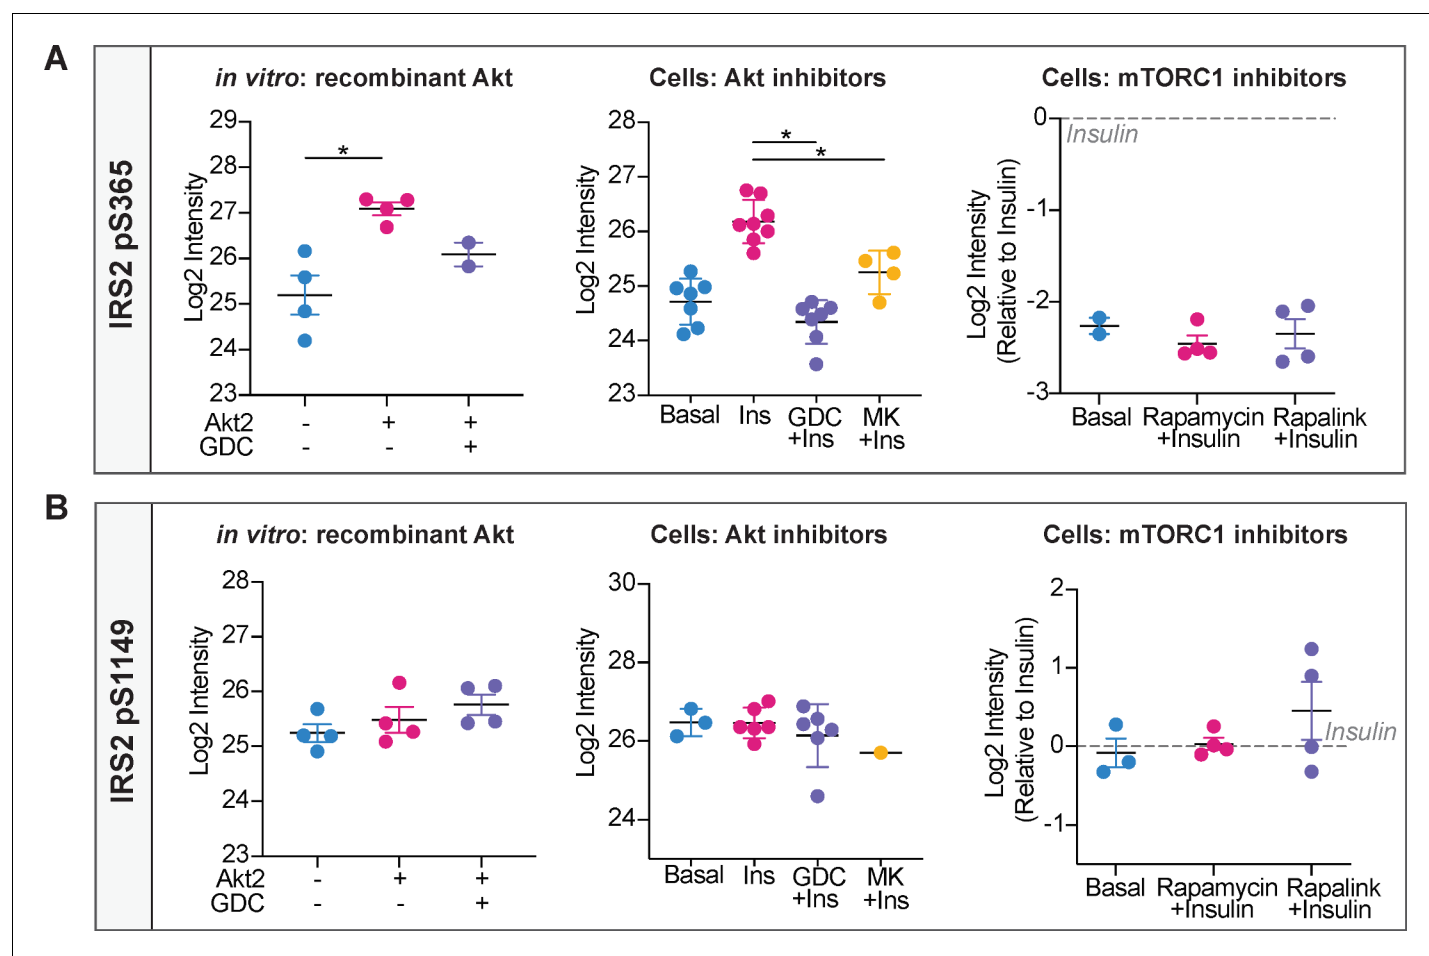 A
IRS2 pS365
in vitro: recombinant Akt
Log2 Intensity
29
28
27
26
25
24
23
*
Akt2 - + +
GDC - - +
Cells: Akt inhibitors
Log2 Intensity
28
27
26
25
24
23
*
*
Basal Ins GDC MK
+Ins +Ins
Cells: mTORC1 inhibitors
Log2 Intensity
(Relative to Insulin)
0
Insulin
-1
-2
-3
Basal Rapamycin Rapalink
+Insulin +Insulin
B
IRS2 pS1149
in vitro: recombinant Akt
Log2 Intensity
28
27
26
25
24
23
Akt2 - + +
GDC - - +
Cells: Akt inhibitors
Log2 Intensity
30
28
26
24
Basal Ins GDC MK
+Ins +Ins
Cells: mTORC1 inhibitors
Log2 Intensity
(Relative to Insulin)
2
1
Insulin
0
-1
Basal Rapamycin Rapalink
+Insulin +Insulin